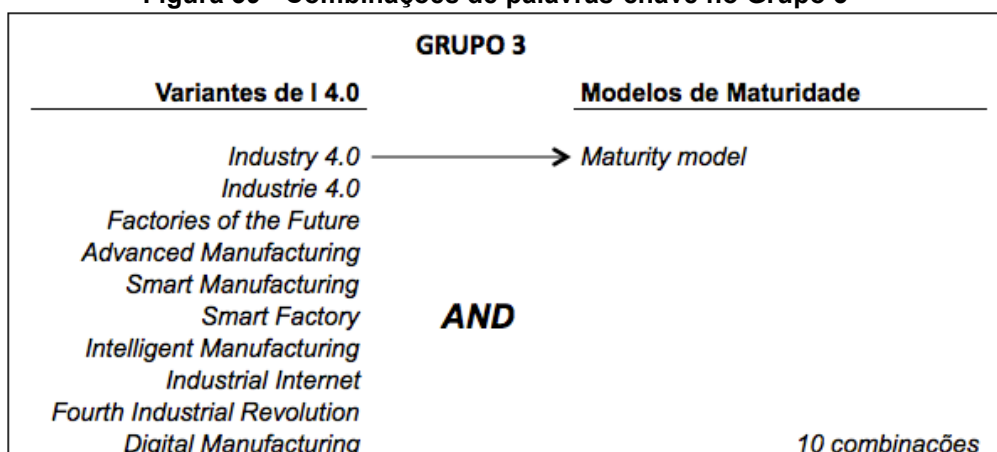 GRUPO 3
Variantes de I 4.0 Modelos de Maturidade
Industry 4.0 Maturity model
Industrie 4.0
Factories of the Future
Advanced Manufacturing
Smart Manufacturing
Smart Factory AND
Intelligent Manufacturing
Industrial Internet
Fourth Industrial Revolution
Digital Manufacturing 10 combinações